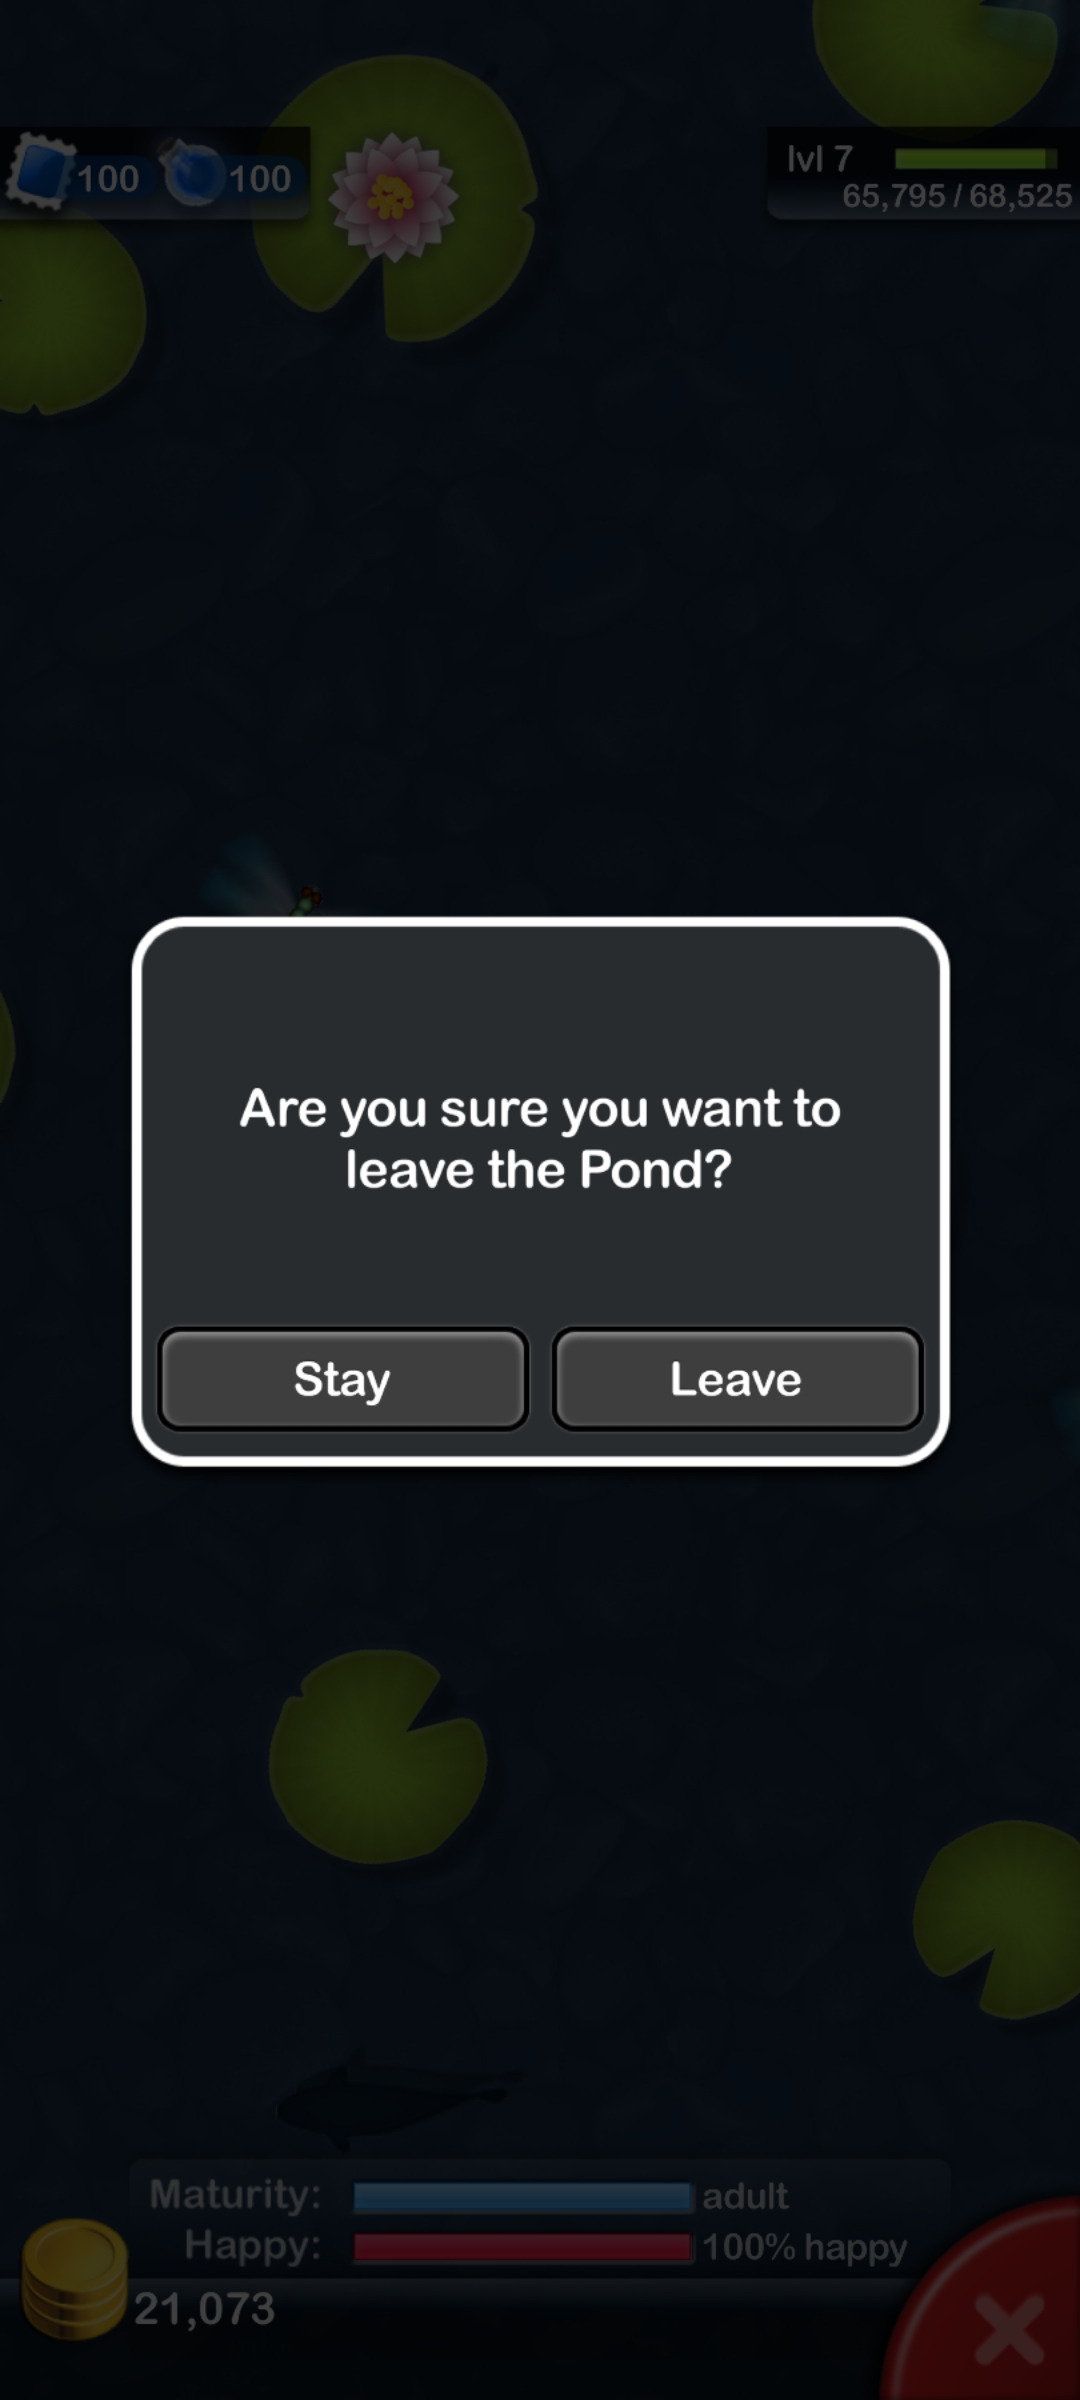 100 100
lvl 7
65,795 / 68,525
Are you sure you want to
leave the Pond?
Stay Leave
Maturity: adult
Happy: 100% happy
21,073